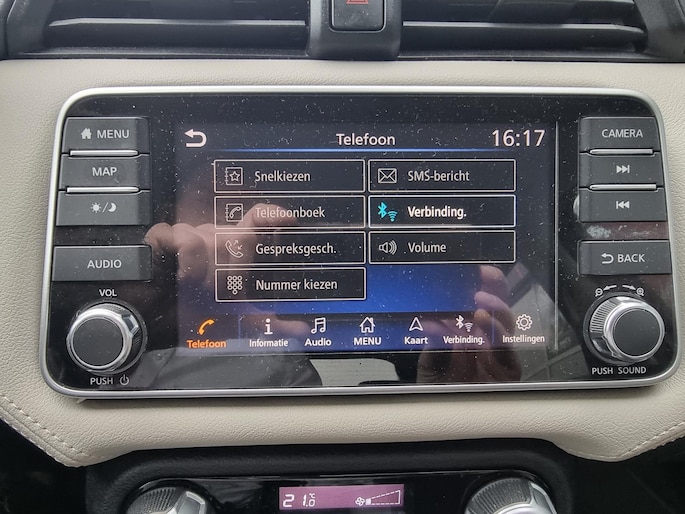 MENU
MAP
AUDIO
VOL
PUSH
Telefoon
16:17
Snelkiezen
SMS-bericht
Telefoonboek
Verbinding.
Gespreksgesch.
Volume
Nummer kiezen
Telefoon
Informatie
Audio
MENU
Kaart
Verbinding.
Instellingen
CAMERA
BACK
PUSH SOUND
21.0 °C